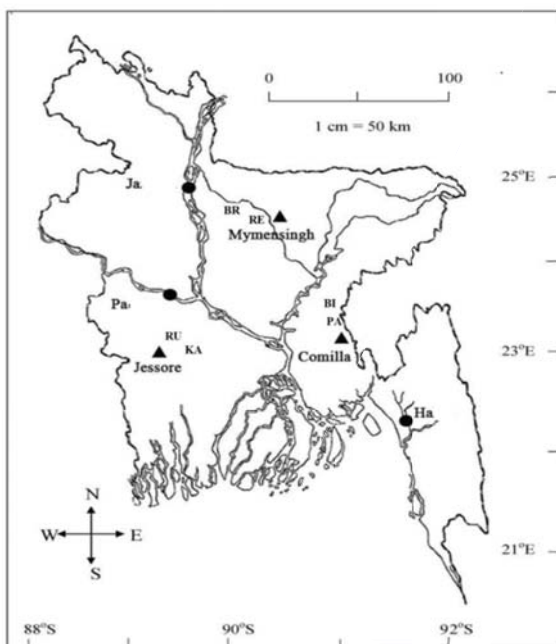 0 100
1 cm = 50 km
25°E
Ja.
BR
RE
Mymensingh
Pa.
BI
PA
RU
KA
23°E
Comilla
Jessore
Ha
N
W E
S
21°E
88°S 90°S 92°S